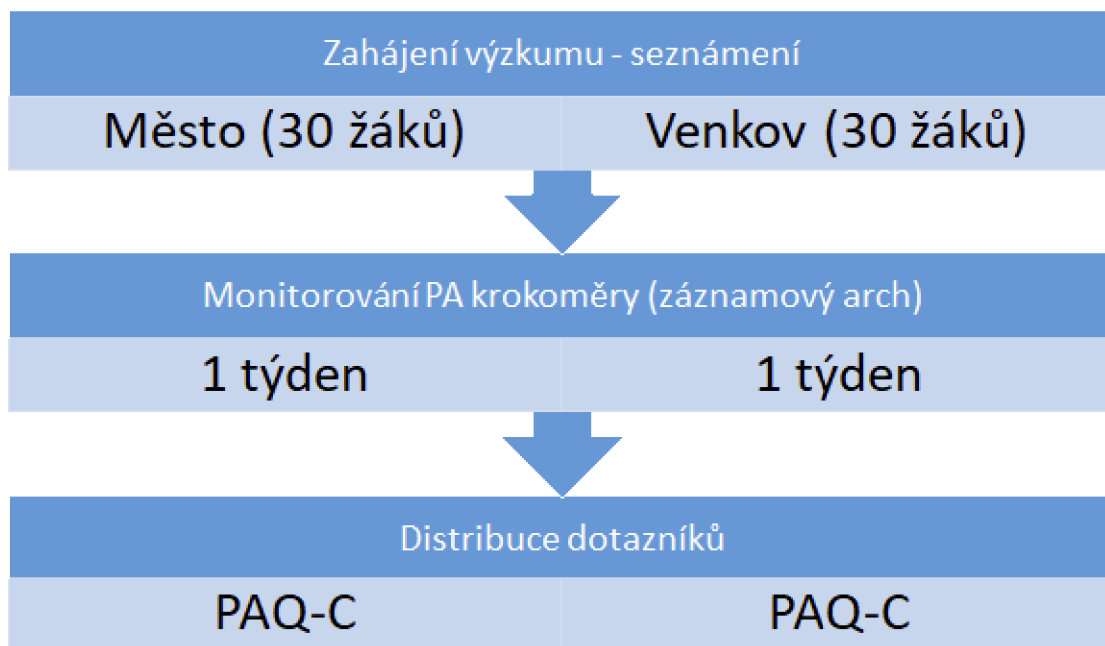 Zahájení výzkumu - seznámení
Město (30 žáků) Venkov (30 žáků)
Monitorování PA krokoměry (záznamový arch)
1 týden 1 týden
Distribuce dotazníků
PAQ-C PAQ-C